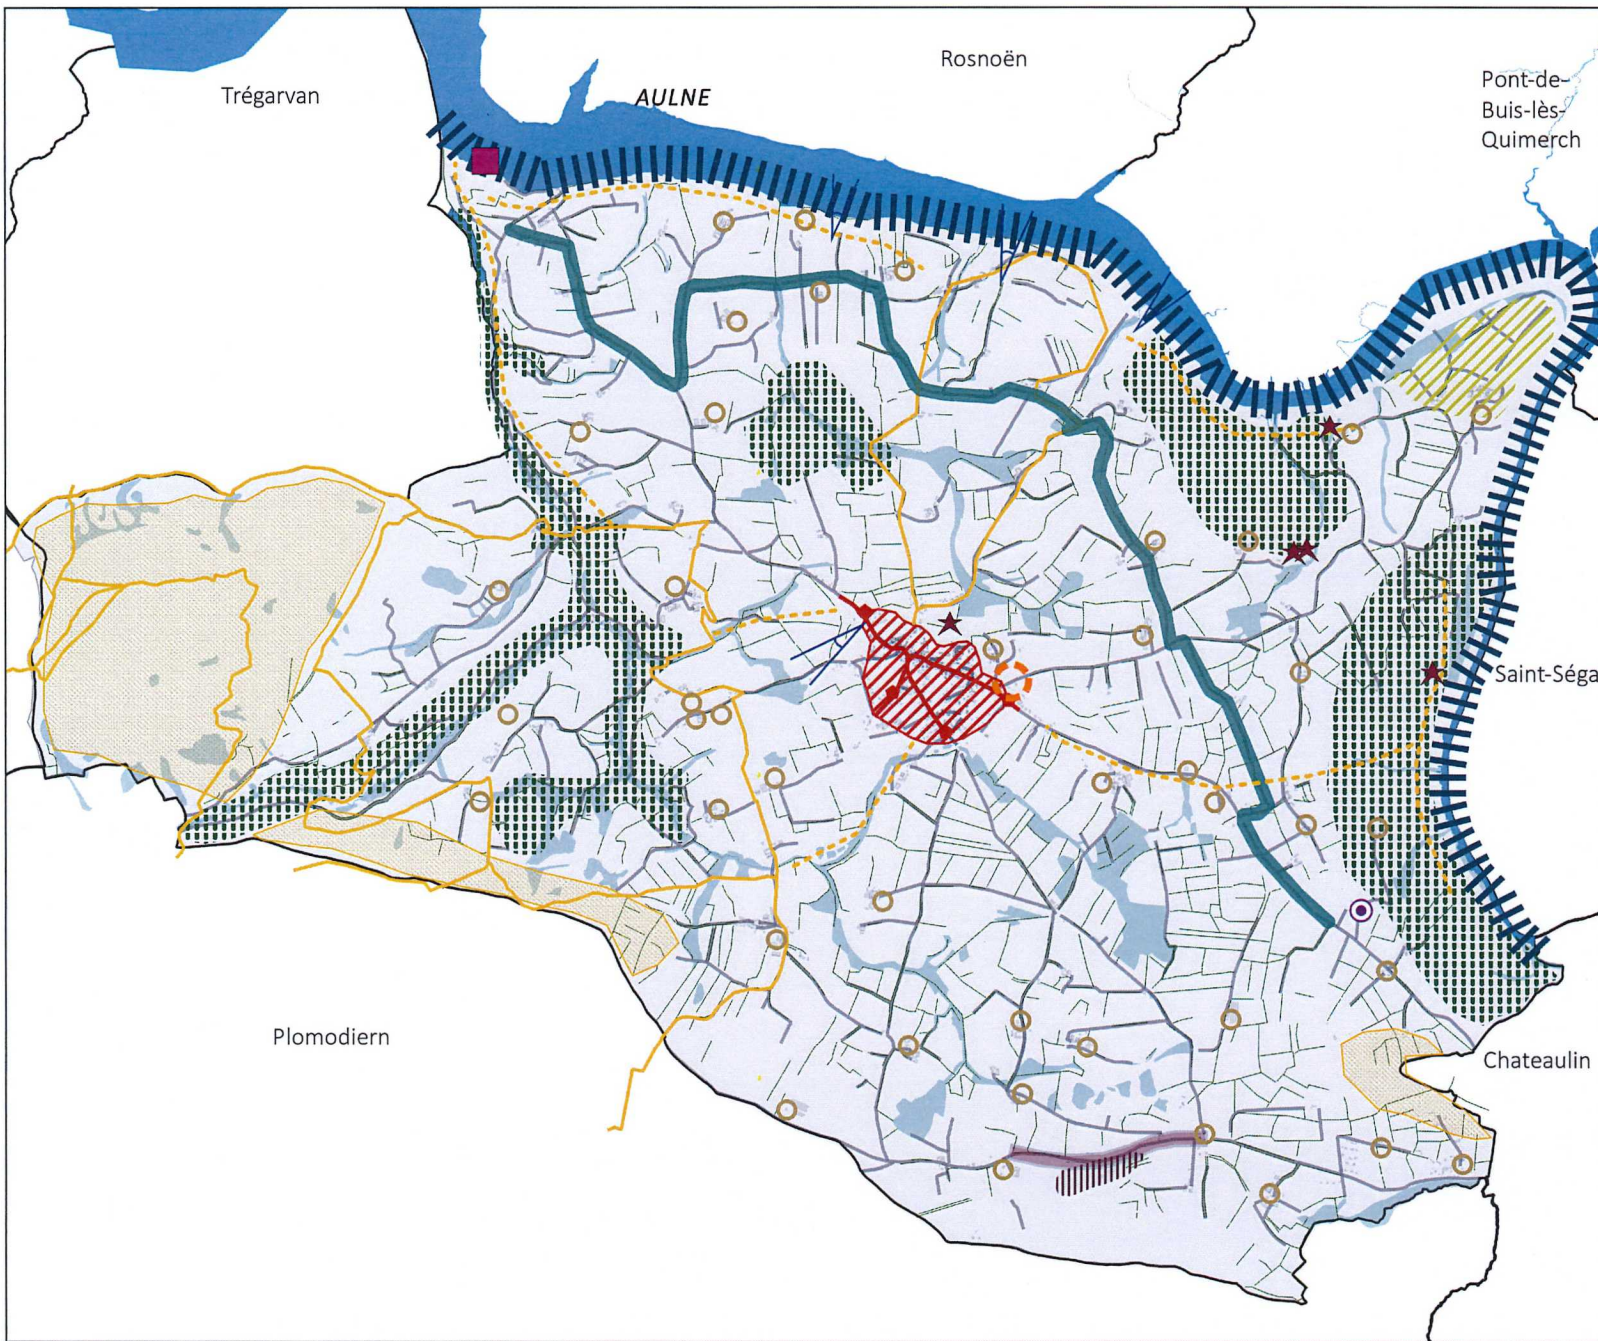 Rosnoën
Trégarvan
AULNE
Pont-de-
Buis-lès-
Quimerch
Saint-Séga
Plomodiern
Chateaulin